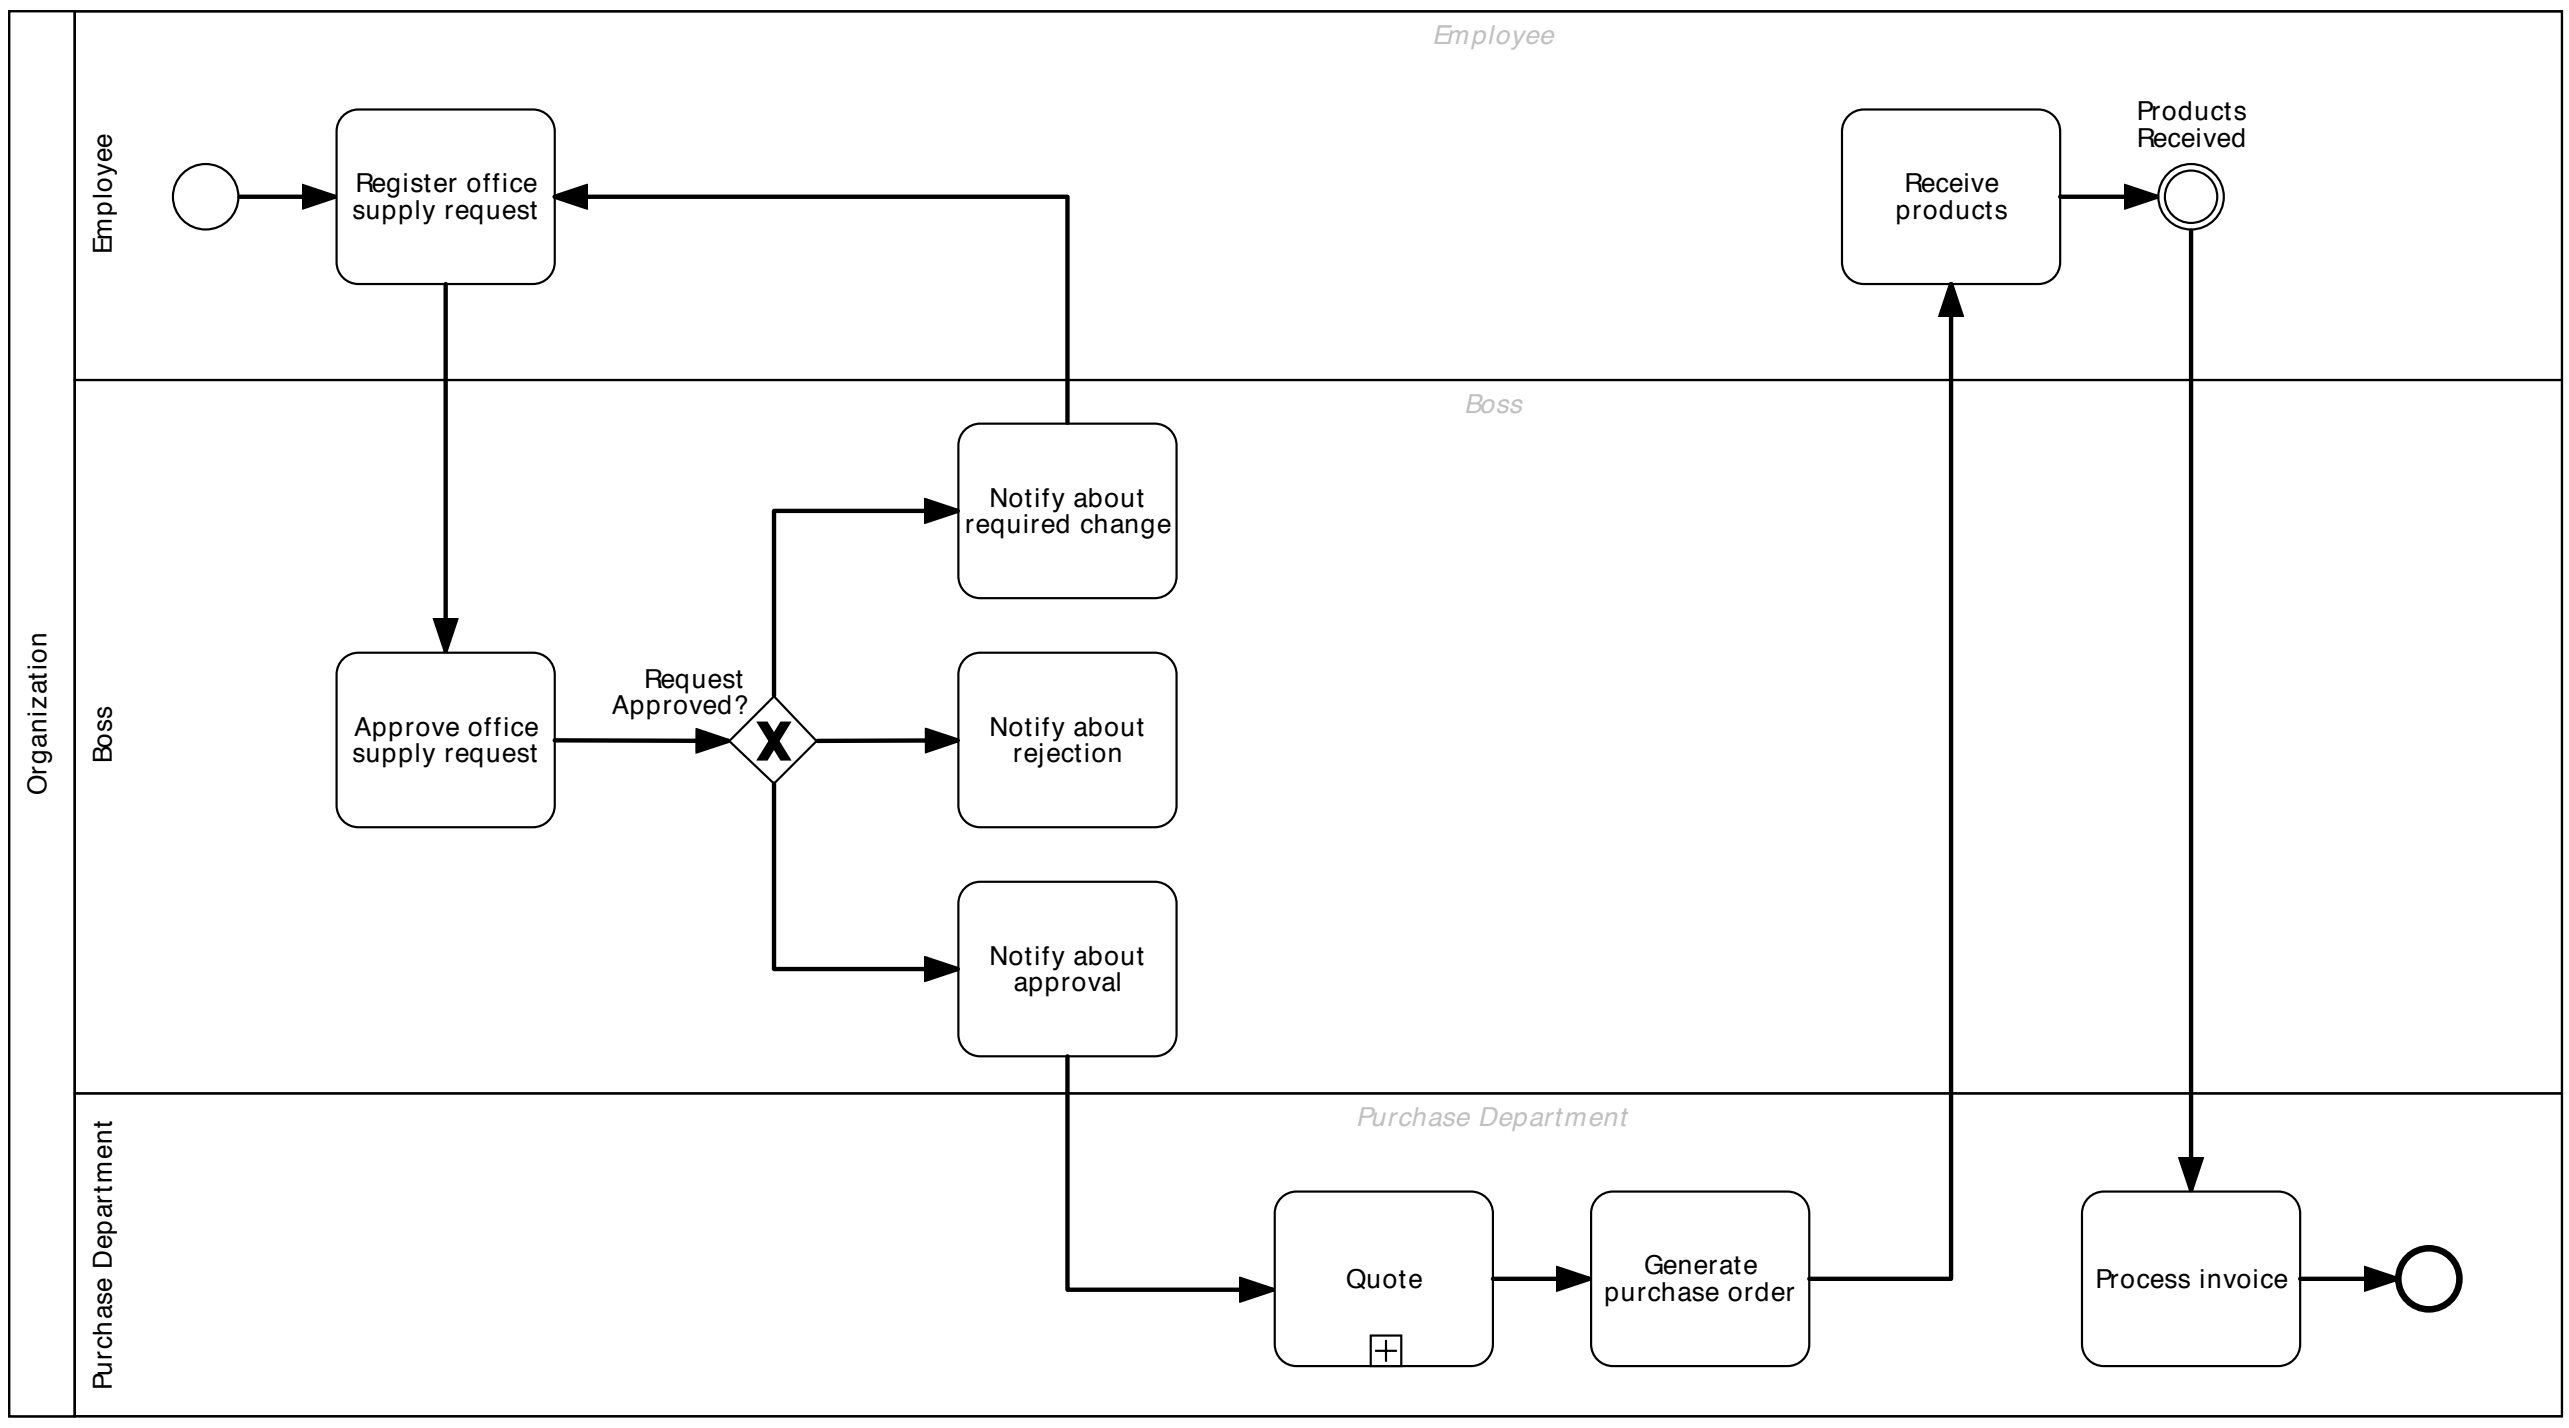 Organization
Employee
Employee
Register office
supply request
Receive
products
Products
Received
Boss
Boss
Notify about
required change
Request
Approved?
Approve office
supply request
X
Notify about
rejection
Notify about
approval
Purchase Department
Purchase Department
Quote
Generate
purchase order
Process invoice